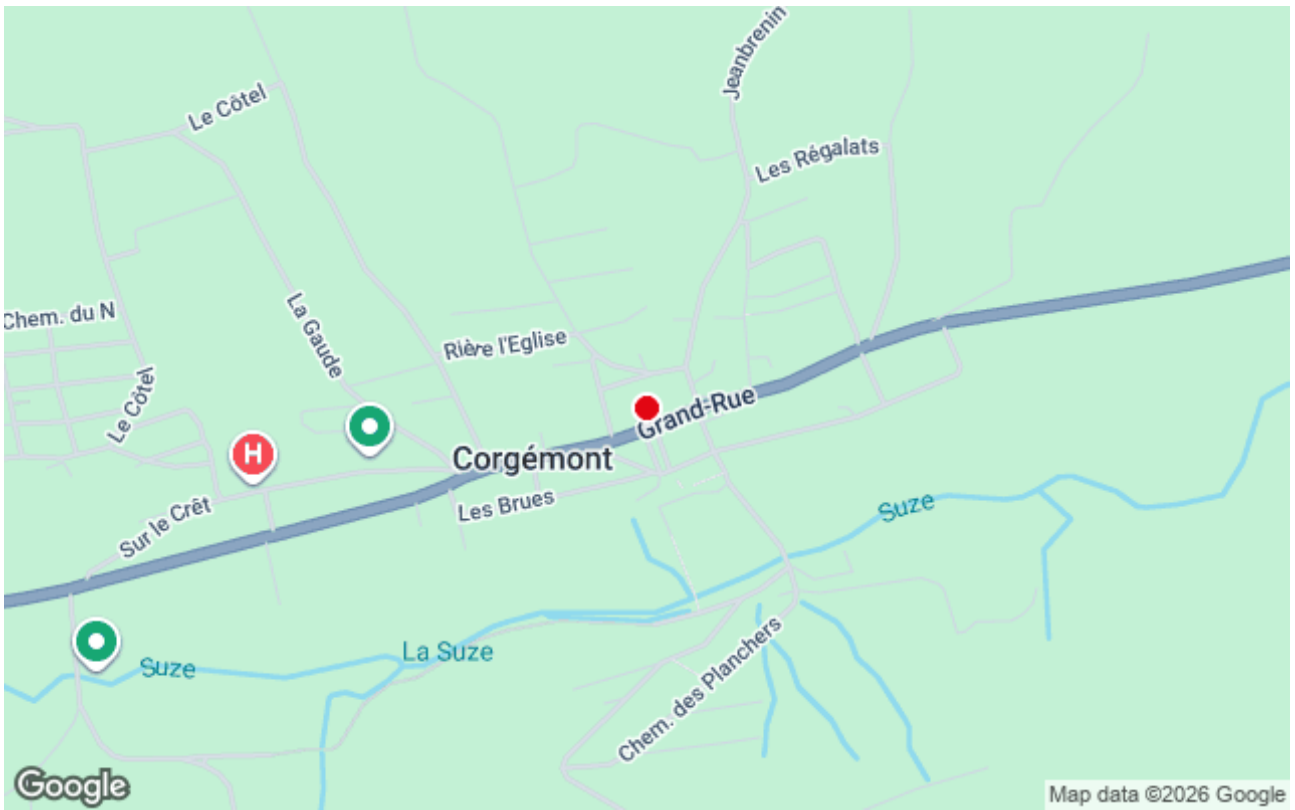 Jeanbrenin
Le Côtel
Les Régalats
Chem. du N
La Gaude
Rière l'Eglise
Le Côtel
Grand-Rue
H
Corgémont
Les Brues
Sur le Crêt
Suze
La Suze
Suze
Chem. des Planchers
Google
Map data ©2026 Google